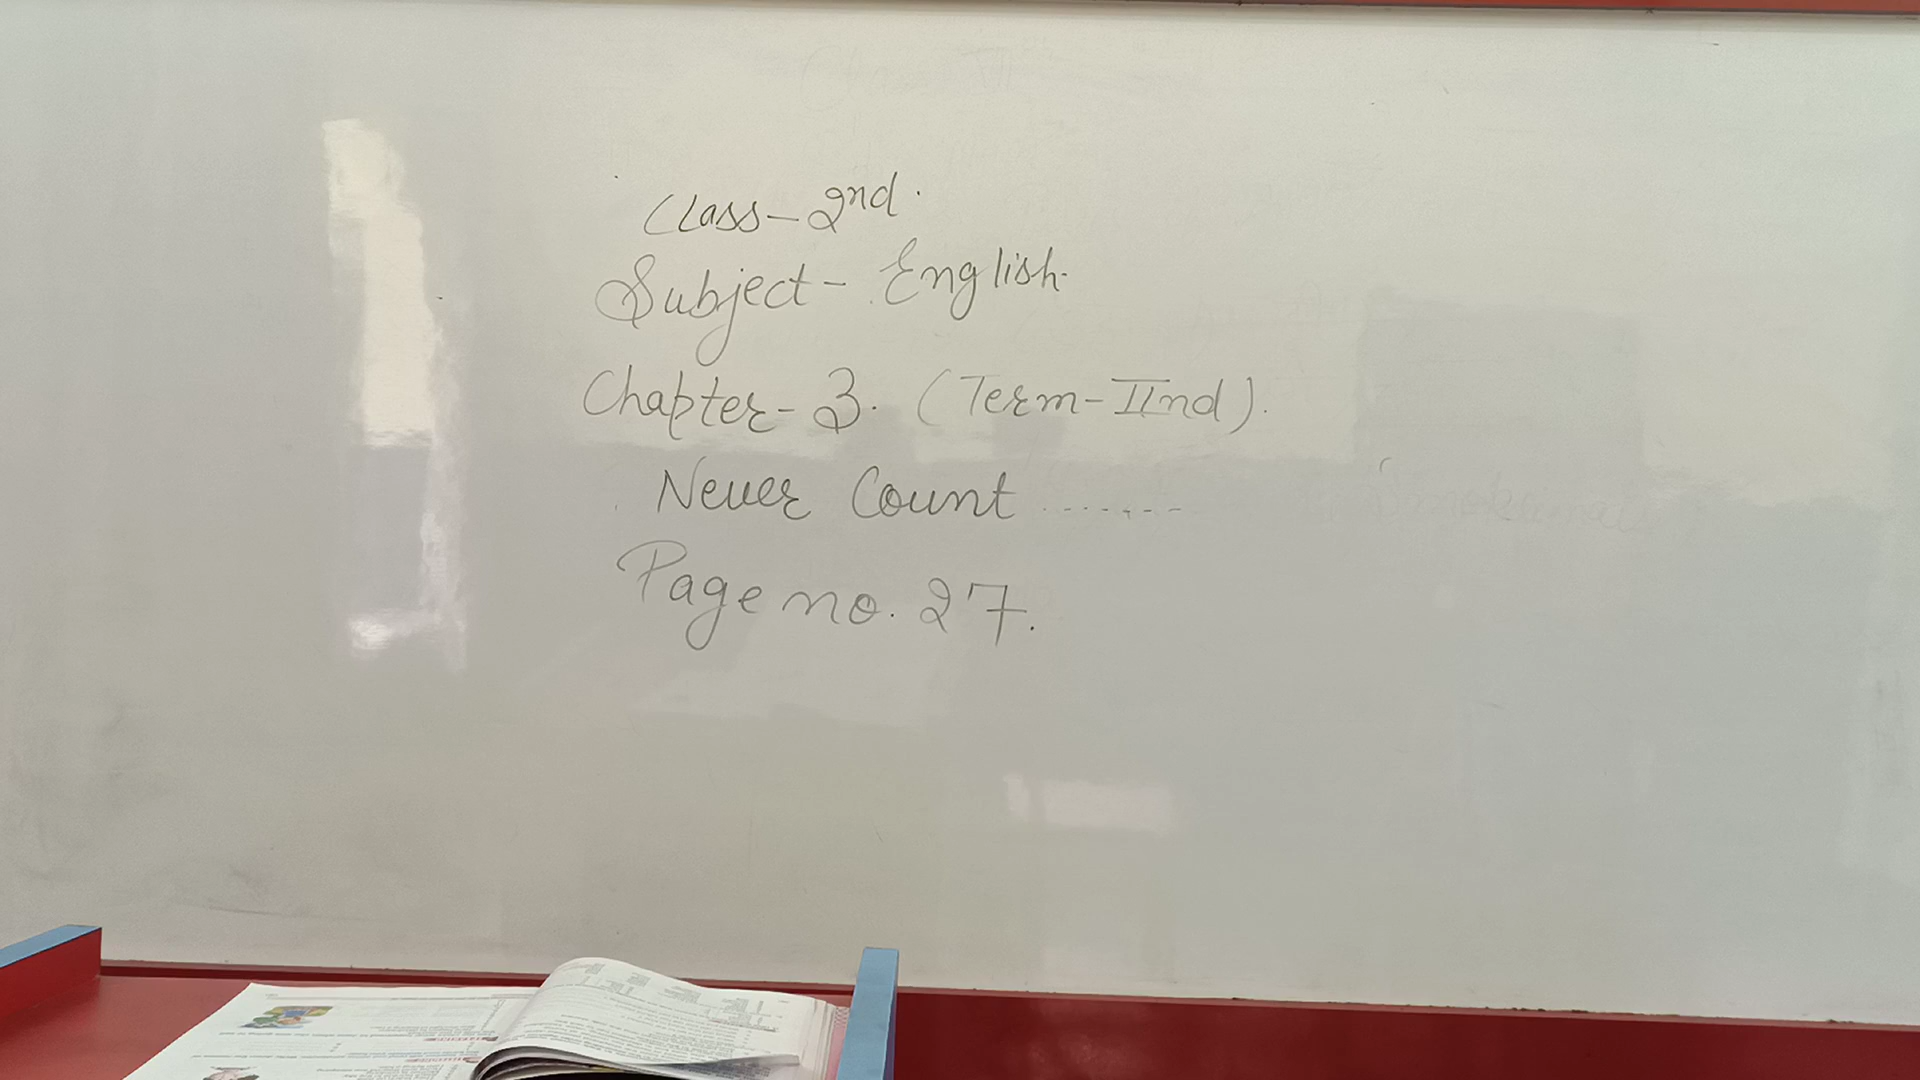 Class- 2nd.
Subject- English.
Chapter- 3. (Term-IInd).
Never Count .......
Page no. 27.